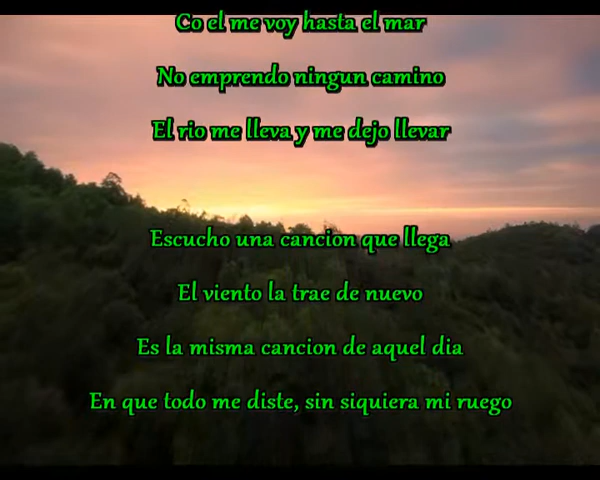 Co el me voy hasta el mar
No emprendo ningun camino
El rio me lleva y me dejo llevar
Escucho una cancion que llega
El viento la trae de nuevo
Es la misma cancion de aquel dia
En que todo me diste, sin siquiera mi ruego